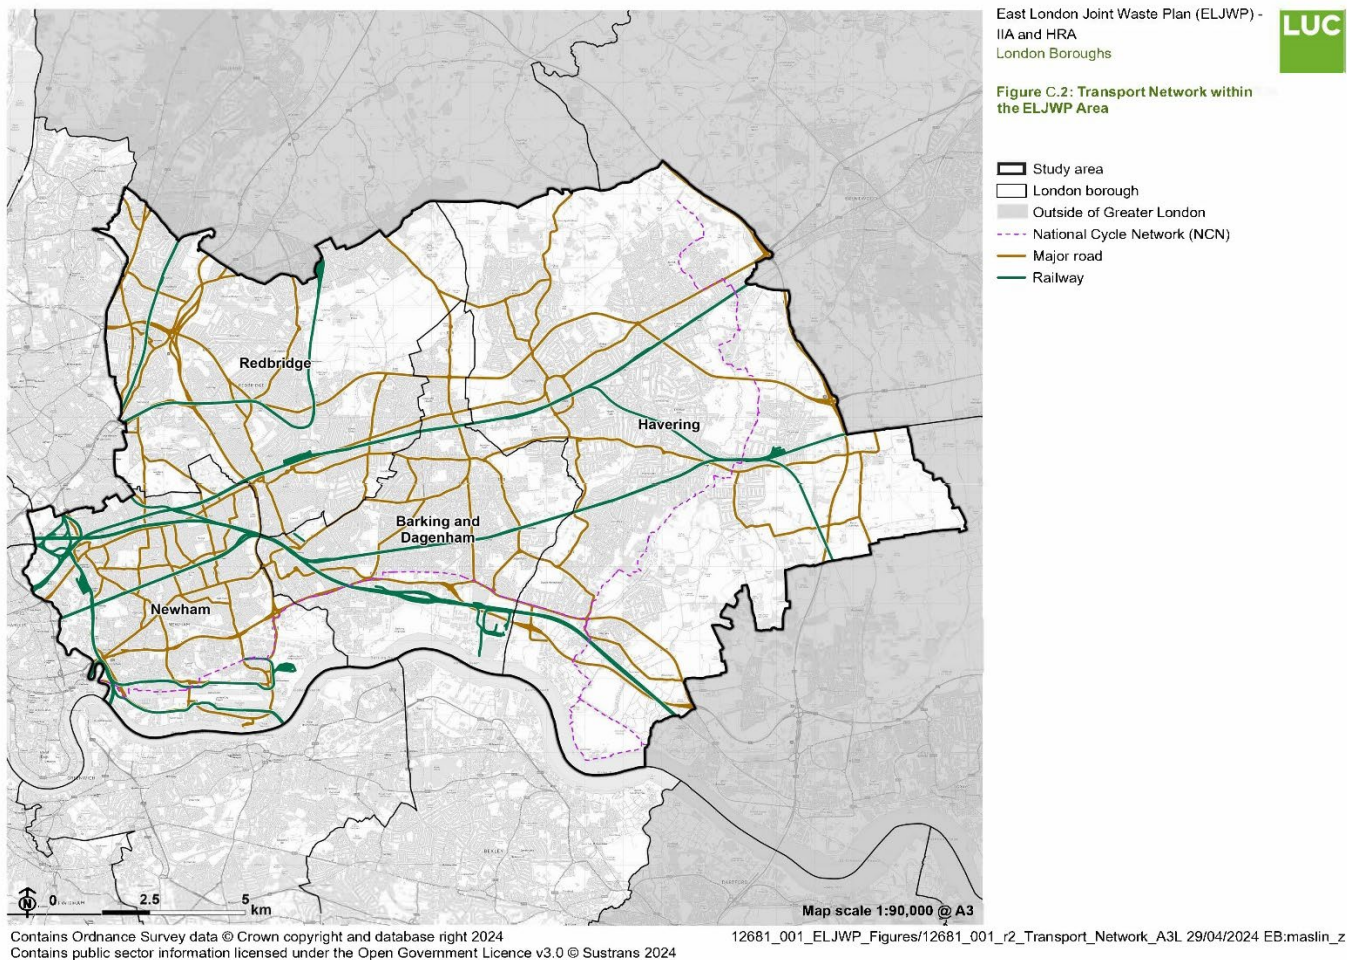 East London Joint Waste Plan (ELJWP) -
IIA and HRA
London Boroughs
LUC
Figure C.2: Transport Network within
the ELJWP Area
Study area
London borough
Outside of Greater London
National Cycle Network (NCN)
Major road
Railway
Redbridge
Havering
Barking and
Dagenham
Newham
N
0 2.5 5
km
Map scale 1:90,000 @ A3
Contains Ordnance Survey data © Crown copyright and database right 2024
12681_001_ELJWP_Figures/12681_001_r2_Transport_Network_A3L 29/04/2024 EB:maslin_z
Contains public sector information licensed under the Open Government Licence v3.0 © Sustrans 2024